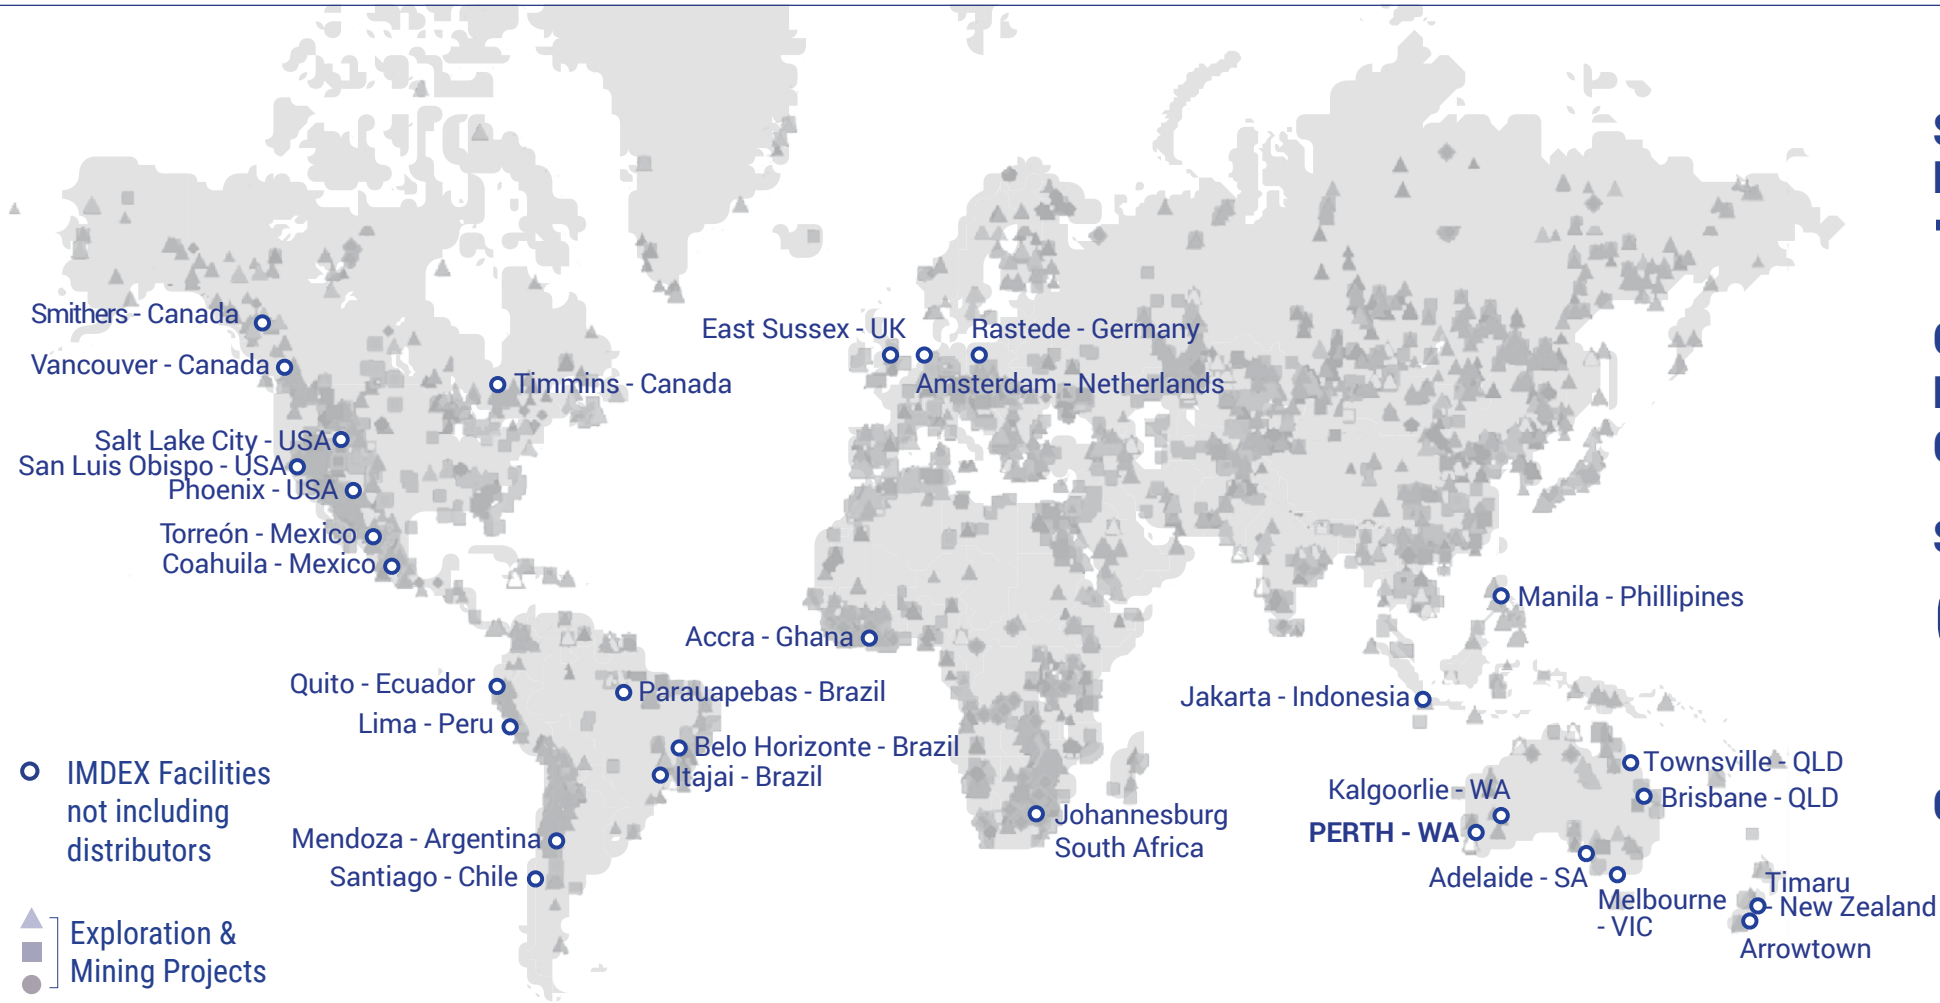 Smithers - Canada
Vancouver - Canada
Timmins - Canada
Salt Lake City - USA
San Luis Obispo - USA
Phoenix - USA
Torreón - Mexico
Coahuila - Mexico
East Sussex - UK
Rastede - Germany
Amsterdam - Netherlands
Manila - Phillipines
Accra - Ghana
Quito - Ecuador
Parauapebas - Brazil
Lima - Peru
Belo Horizonte - Brazil
Itajai - Brazil
Jakarta - Indonesia
Mendoza - Argentina
Santiago - Chile
Johannesburg
South Africa
Townsville - QLD
Kalgoorlie - WA
Brisbane - QLD
PERTH - WA
Adelaide - SA
Melbourne
- VIC
Timaru
- New Zealand
Arrowtown
IMDEX Facilities
not including
distributors
Exploration &
Mining Projects